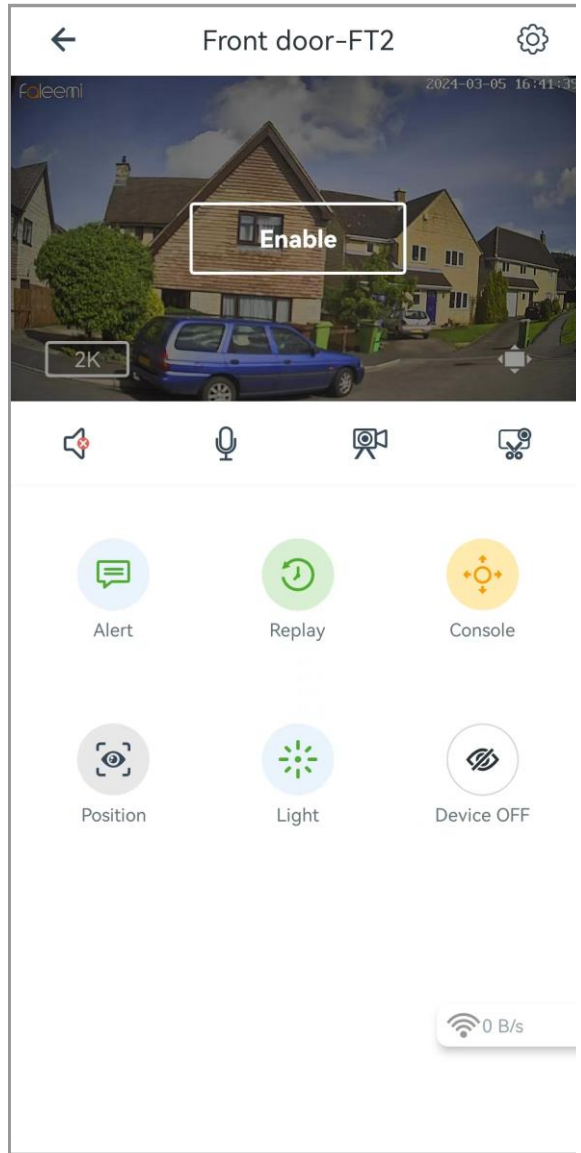 Front door-FT2
Faleemi
2024-03-05 16:41:39
Enable
2K
Alert
Replay
Console
Position
Light
Device OFF
0 B/s